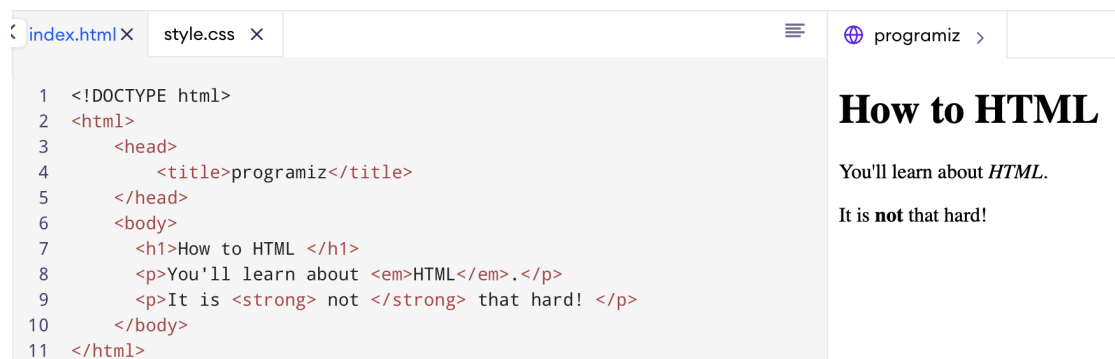 index.html × style.css ×
1 <!DOCTYPE html>
2 <html>
3 <head>
4 <title>programiz</title>
5 </head>
6 <body>
7 <h1>How to HTML </h1>
8 <p>You'll learn about <em>HTML</em>.</p>
9 <p>It is <strong> not </strong> that hard! </p>
10 </body>
11 </html>
programiz
How to HTML
You'll learn about HTML.
It is not that hard!